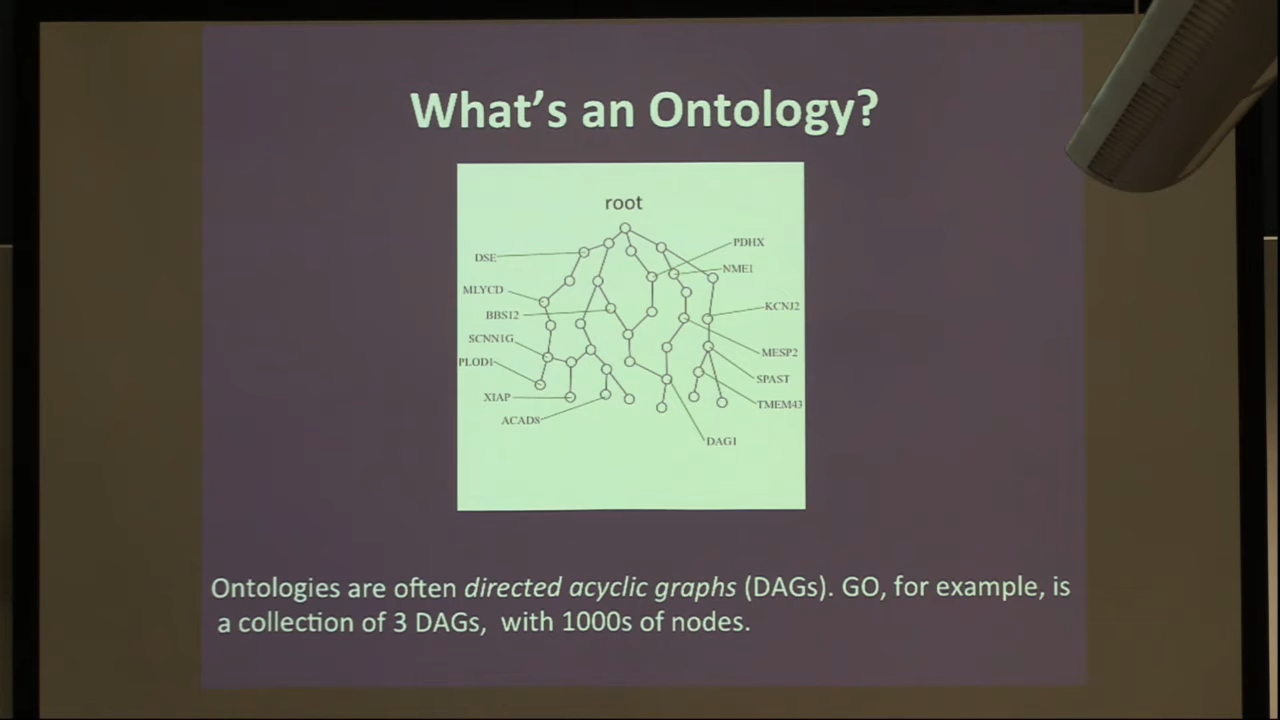 What's an Ontology?
root
PDHX
DSE
NME1
MLYCD
KCNJ2
BBS12
SCNN1G
MESP2
PLOD1
SPAST
XIAP
TMEM43
ACAD8
DAG1
Ontologies are often directed acyclic graphs (DAGs). GO, for example, is
a collection of 3 DAGs, with 1000s of nodes.